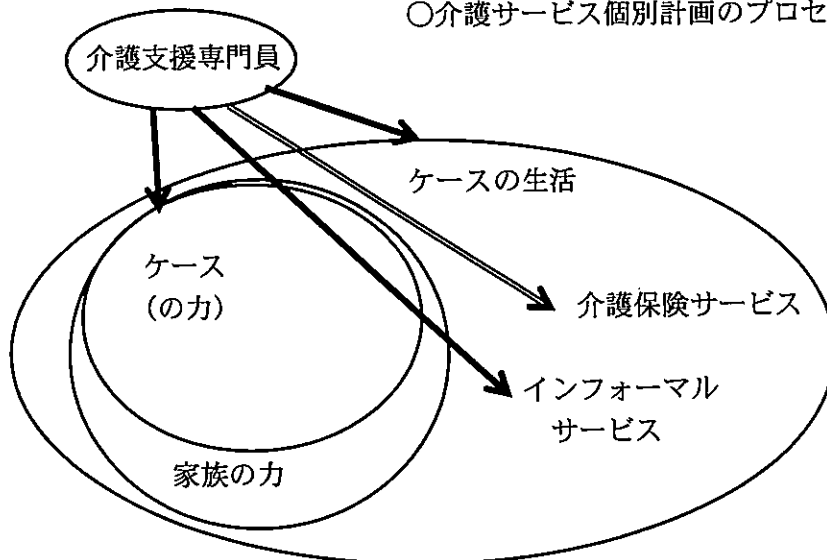 〇介護サービス個別計画のプロセ
介護支援専門員
ケースの生活
ケース
(の力)
介護保険サービス
インフォーマル
サービス
家族の力